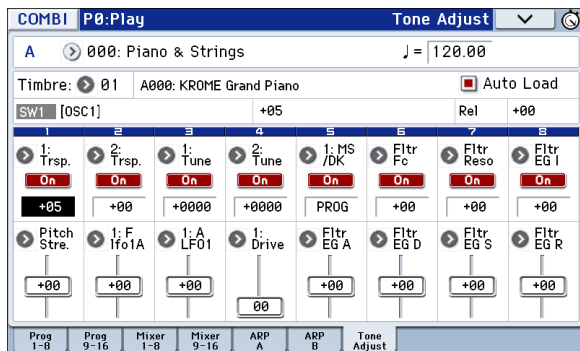 COMBI P0:Play Tone Adjust
A 000: Piano & Strings ♩= 120.00
Timbre: 01 A000: KROME Grand Piano Auto Load
SW1 [OSC1] +05 Rel +00
1 2 3 4 5 6 7 8
1: Trsp. 2: Trsp. 1: Tune 2: Tune 1: MS /DK Fltr Fc Fltr Reso Fltr EG I
On On On On On On On On
+05 +00 +0000 +0000 PROG +00 +00 +00
Pitch Stre. 1: F lfo1A 1: A LFO1 1: Drive Fltr EG A Fltr EG D Fltr EG S Fltr EG R
+00 +00 +00 00 +00 +00 +00 +00
Prog 1-8 Prog 9-16 Mixer 1-8 Mixer 9-16 ARP A ARP B Tone Adjust